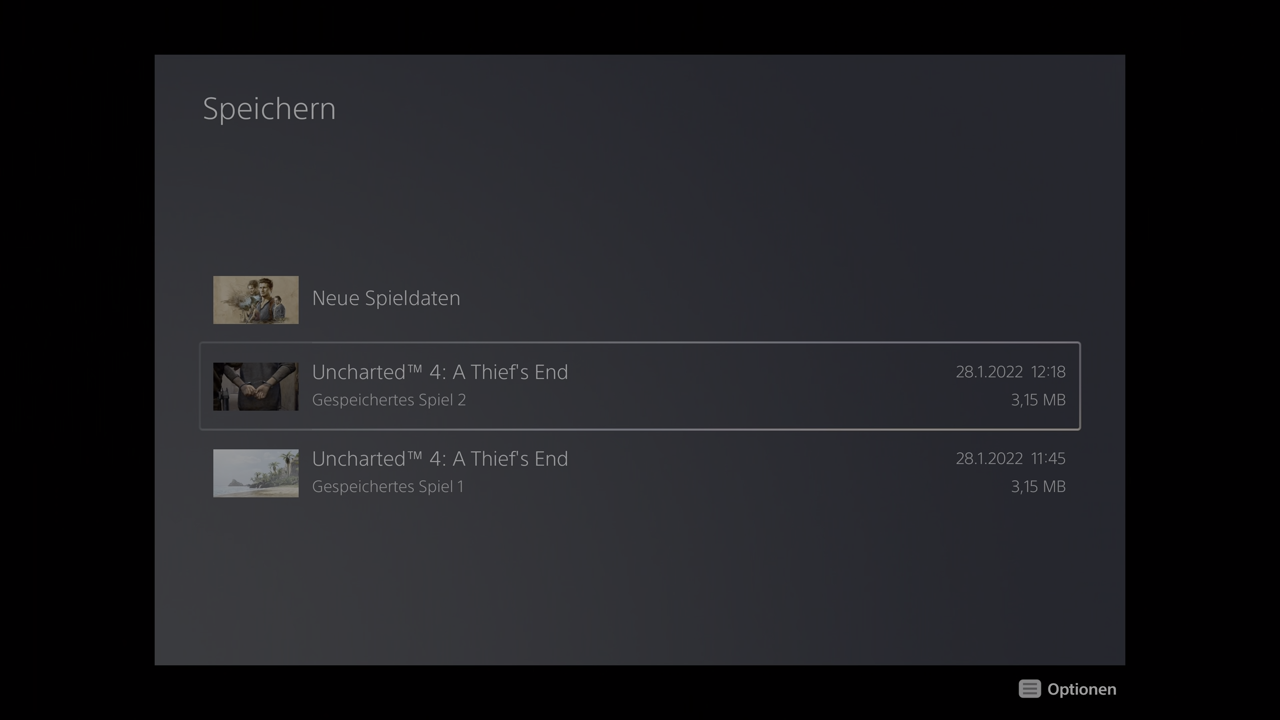 Speichern
Neue Spieldaten
Uncharted™ 4: A Thief's End 28.1.2022 12:18
Gespeichertes Spiel 2 3,15 MB
Uncharted™ 4: A Thief's End 28.1.2022 11:45
Gespeichertes Spiel 1 3,15 MB
Optionen